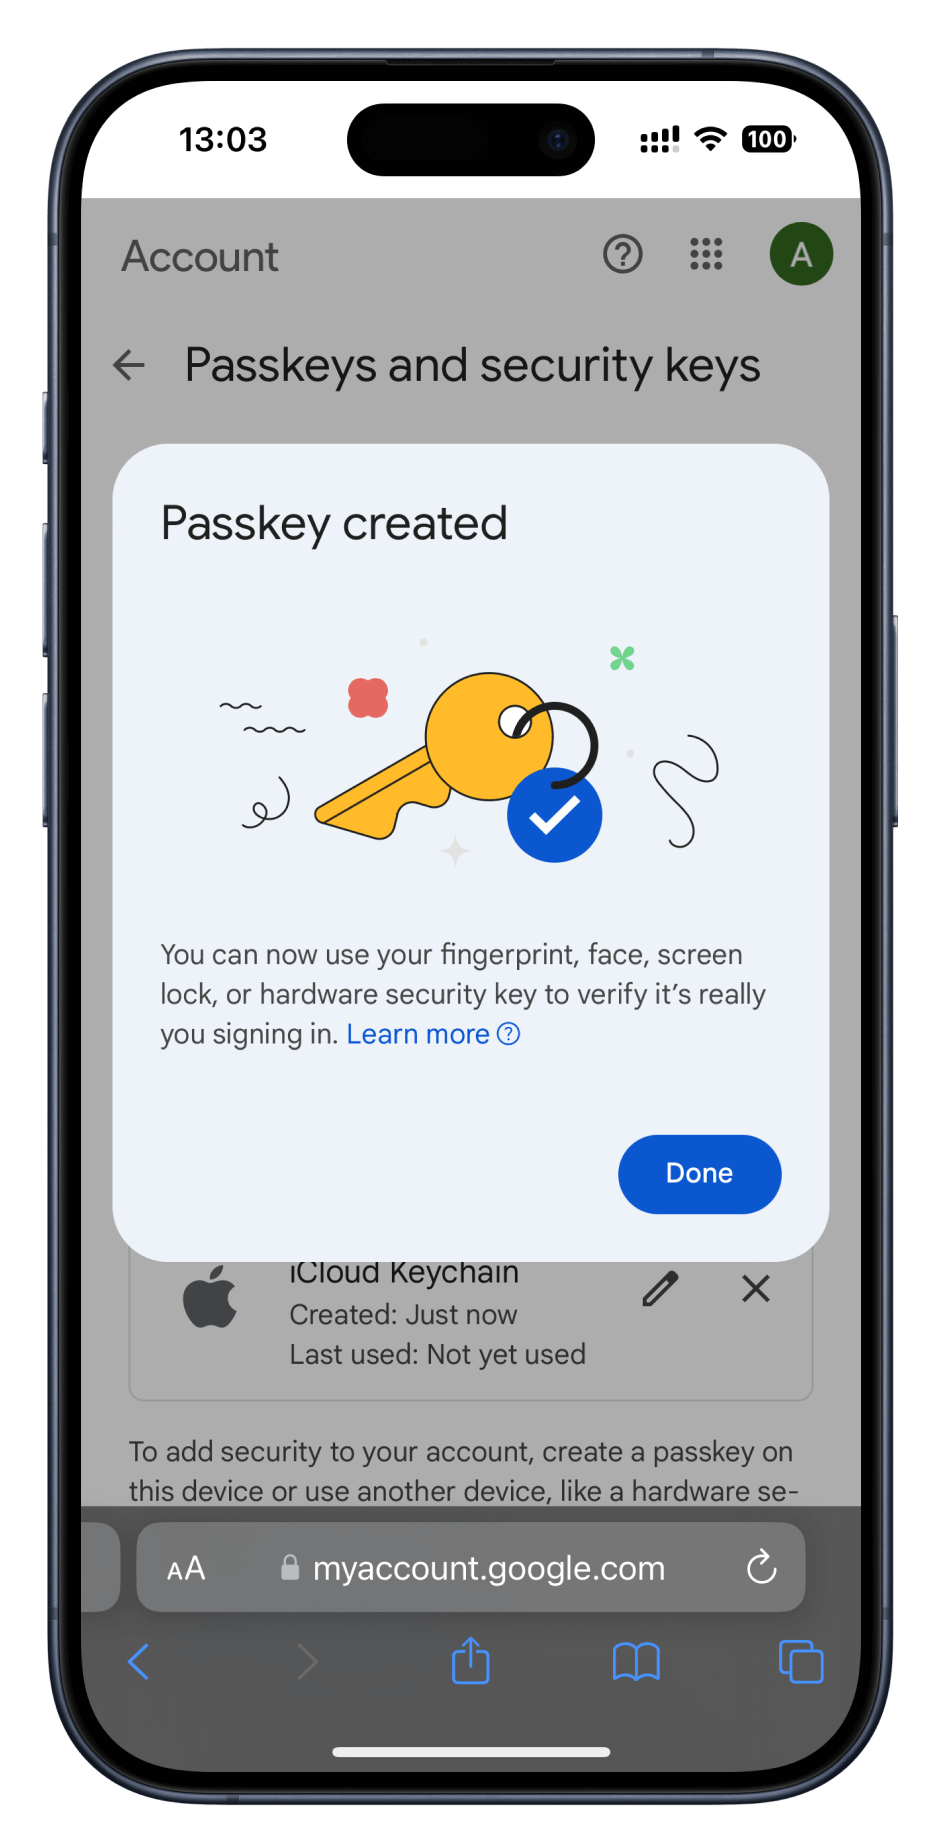 13:03
100
Account
A
Passkeys and security keys
Passkey created
You can now use your fingerprint, face, screen
lock, or hardware security key to verify it’s really
you signing in. Learn more
Done
iCloud Keychain
Created: Just now
Last used: Not yet used
To add security to your account, create a passkey on
this device or use another device, like a hardware se-
AA myaccount.google.com